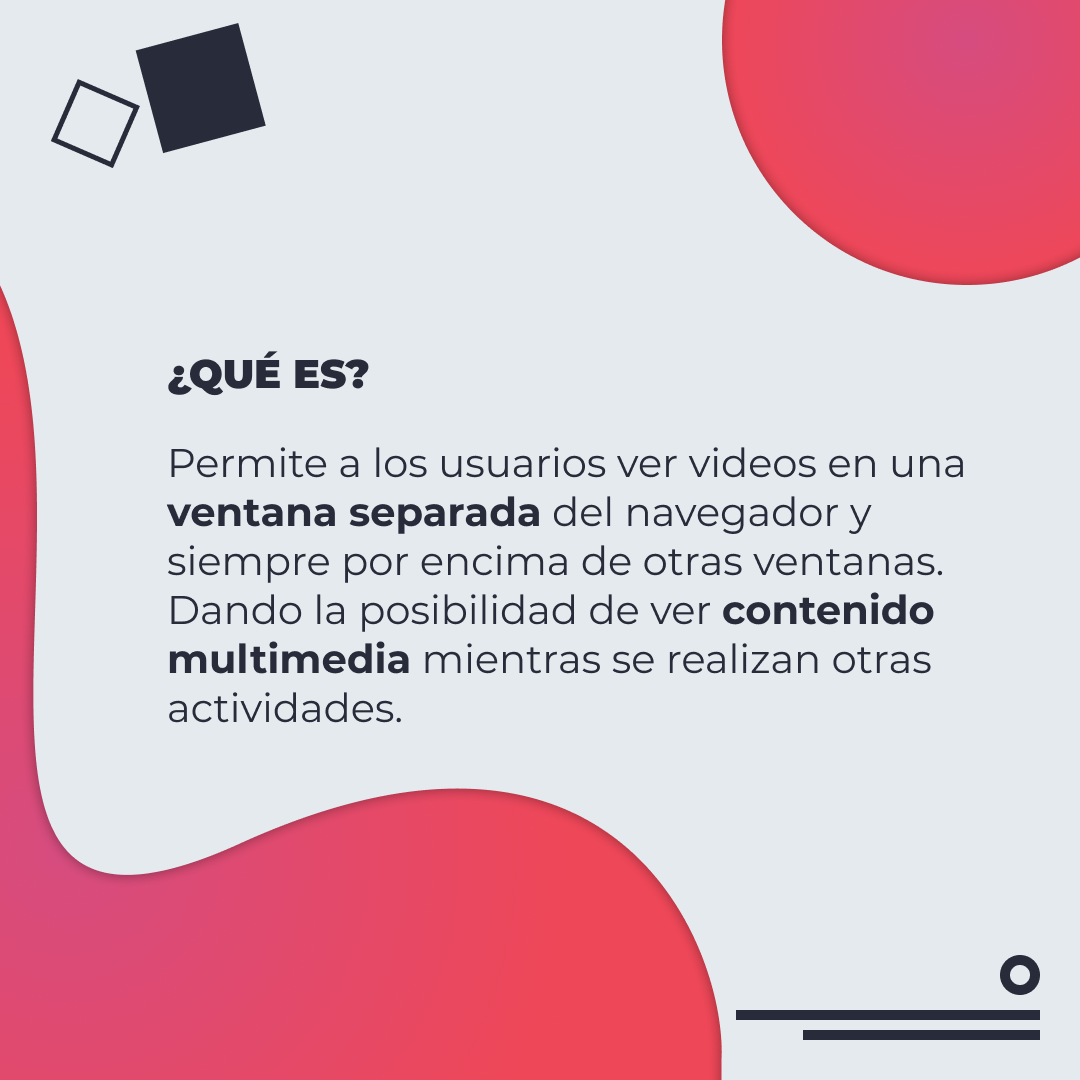 ¿QUÉ ES?
Permite a los usuarios ver videos en una
ventana separada del navegador y
siempre por encima de otras ventanas.
Dando la posibilidad de ver contenido
multimedia mientras se realizan otras
actividades.